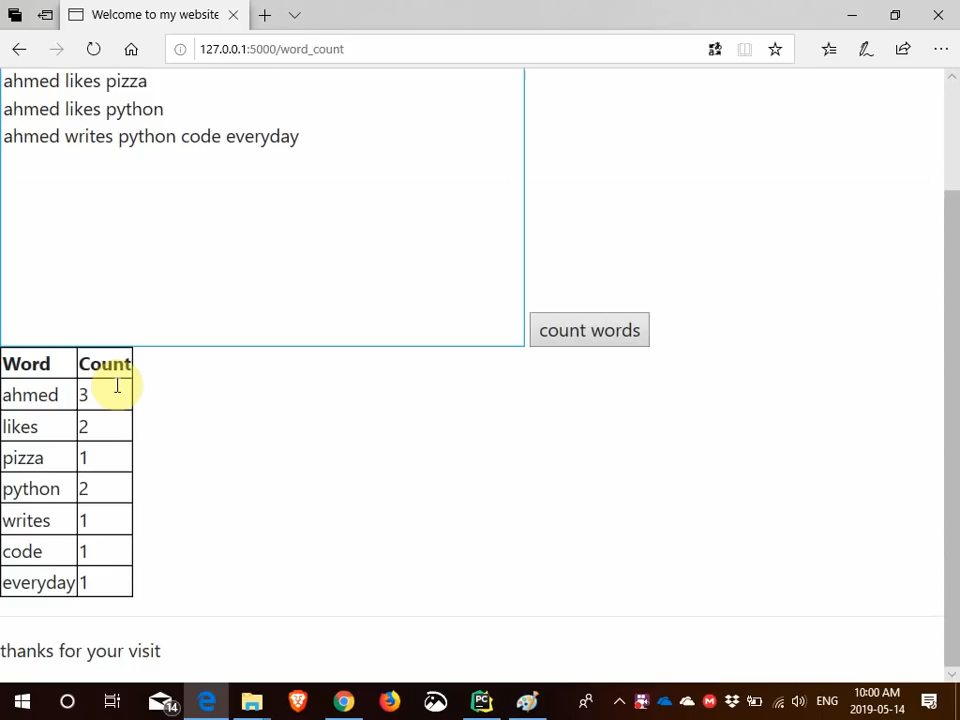 Welcome to my website
127.0.0.1:5000/word_count
ahmed likes pizza
ahmed likes python
ahmed writes python code everyday
count words
Word Count
ahmed 3
likes 2
pizza 1
python 2
writes 1
code 1
everyday 1
thanks for your visit
14
PC
ENG
10:00 AM
2019-05-14